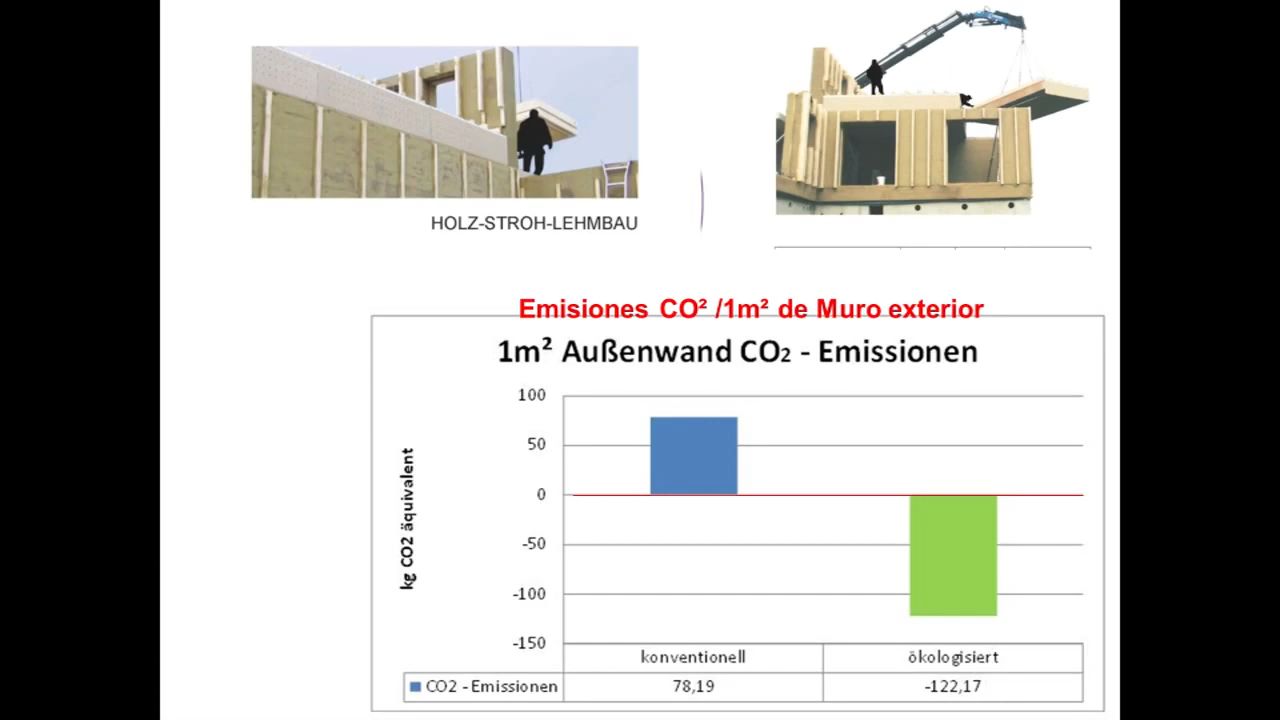 HOLZ-STROH-LEHMBAU
Emisiones CO² /1m² de Muro exterior
1m² Außenwand CO₂ - Emissionen
kg CO2 äquivalent
100
50
0
-50
-100
-150
konventionell ökologisiert
CO2 - Emissionen 78,19 -122,17